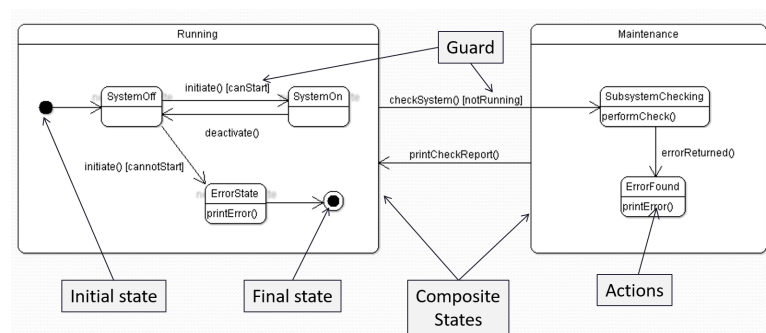 Running
Maintenance
Guard
initiate() [canStart]
SystemOff
SystemOn
SubsystemChecking
checkSystem() [notRunning]
performCheck()
deactivate()
errorReturned()
printCheckReport()
initiate() [cannotStart]
ErrorState
ErrorFound
printError()
printError()
Initial state
Final state
Composite
States
Actions